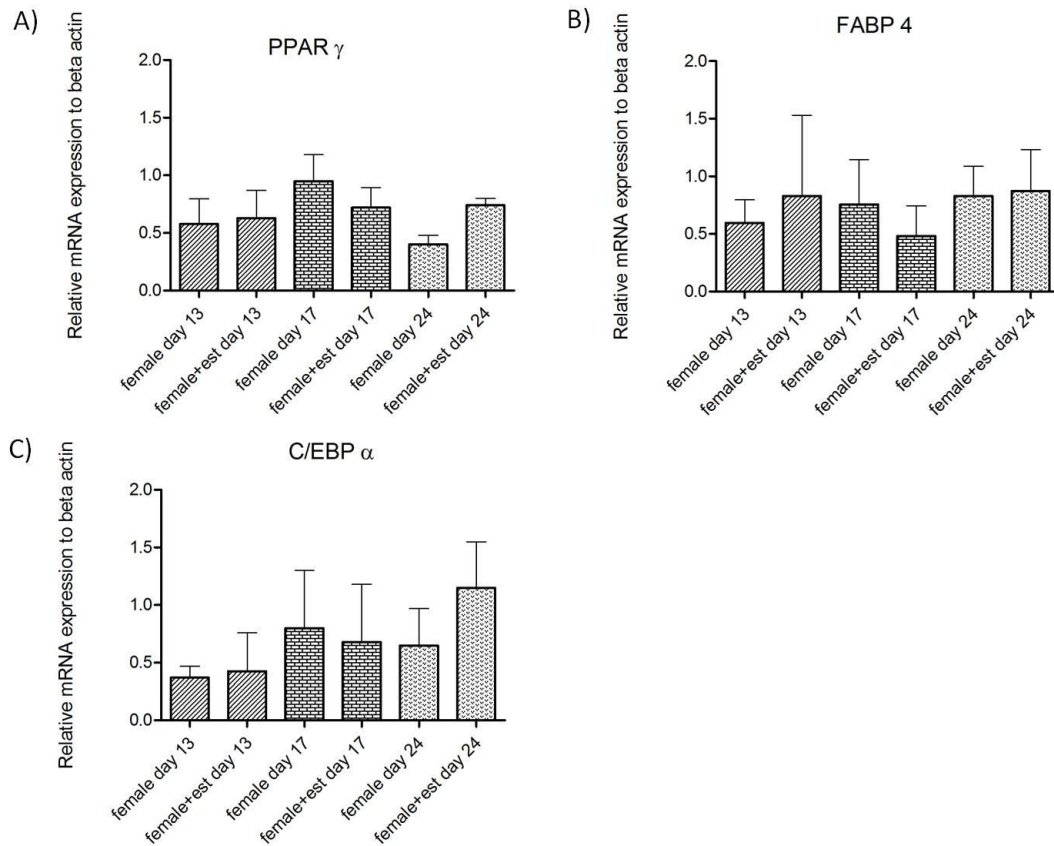 A)
PPAR γ
Relative mRNA expression to beta actin
2.0
1.5
1.0
0.5
0.0
female day 13
female+est day 13
female day 17
female+est day 17
female day 24
female+est day 24
B)
FABP 4
Relative mRNA expression to beta actin
2.0
1.5
1.0
0.5
0.0
female day 13
female+est day 13
female day 17
female+est day 17
female day 24
female+est day 24
C)
C/EBP α
Relative mRNA expression to beta actin
2.0
1.5
1.0
0.5
0.0
female day 13
female+est day 13
female day 17
female+est day 17
female day 24
female+est day 24